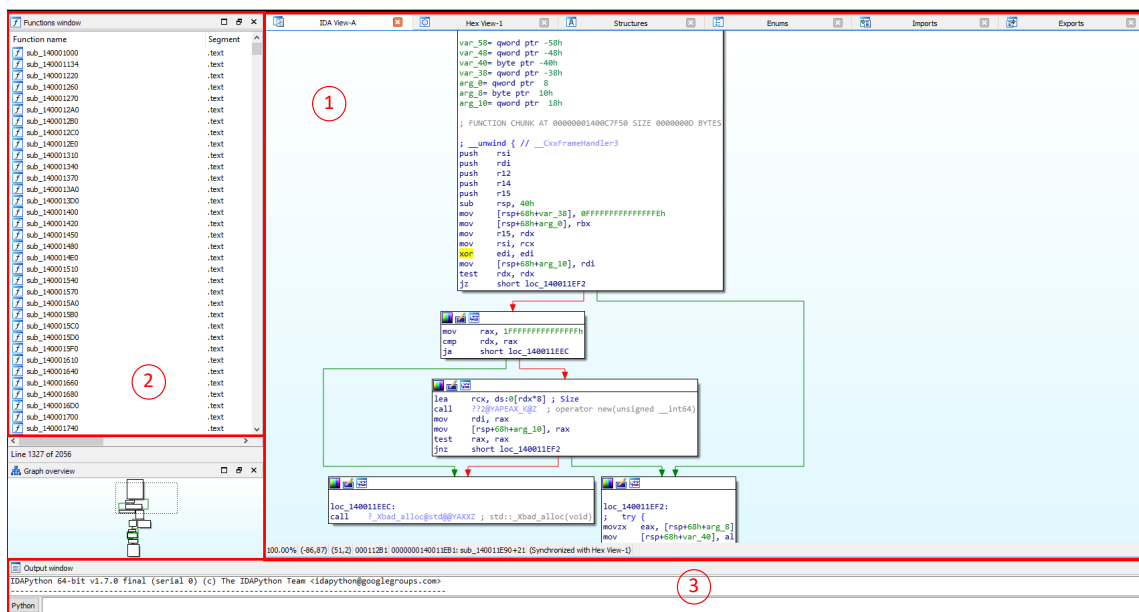 Functions window
IDA View-A
Hex View-1
Structures
Enums
Imports
Exports
Function name Segment
sub_140001000 .text
sub_140001134 .text
sub_140001220 .text
sub_140001260 .text
sub_140001270 .text
sub_1400012A0 .text
sub_1400012B0 .text
sub_1400012C0 .text
sub_1400012E0 .text
sub_140001310 .text
sub_140001340 .text
sub_140001370 .text
sub_1400013A0 .text
sub_1400013D0 .text
sub_140001400 .text
sub_140001420 .text
sub_140001450 .text
sub_140001480 .text
sub_1400014E0 .text
sub_140001510 .text
sub_140001540 .text
sub_140001570 .text
sub_1400015A0 .text
sub_1400015B0 .text
sub_1400015C0 .text
sub_1400015D0 .text
sub_1400015F0 .text
sub_140001610 .text
sub_140001640 .text
sub_140001660 .text
sub_140001680 .text
sub_1400016D0 .text
sub_140001700 .text
sub_140001740 .text
2
Line 1327 of 2056
Graph overview
1
var_58= qword ptr -58h
var_48= qword ptr -48h
var_40= byte ptr -40h
var_38= qword ptr -38h
arg_0= qword ptr  8
arg_8= byte ptr  10h
arg_10= qword ptr  18h
; FUNCTION CHUNK AT 00000001400C7F50 SIZE 0000000D BYTES
; __unwind { // __CxxFrameHandler3
push rsi
push rdi
push r12
push r14
push r15
sub rsp, 40h
mov [rsp+68h+var_38], 0FFFFFFFFFFFFFFFEh
mov [rsp+68h+arg_0], rbx
mov r15, rdx
mov rsi, rcx
xor edi, edi
mov [rsp+68h+arg_10], rdi
test rdx, rdx
jz short loc_140011EF2
mov rax, 1FFFFFFFFFFFFFFFh
cmp rdx, rax
ja short loc_140011EEC
lea rcx, ds:0[rdx*8] ; Size
call ??2@YAPEAX_K@Z ; operator new(unsigned __int64)
mov rdi, rax
mov [rsp+68h+arg_10], rax
test rax, rax
jnz short loc_140011EF2
loc_140011EEC:
call ?_Xbad_alloc@std@@YAXXZ ; std::_Xbad_alloc(void)
loc_140011EF2:
; try {
movzx eax, [rsp+68h+arg_8]
mov [rsp+68h+var_40], al
100.00% (-86,87) (51,2) 000112B1 0000000140011EB1: sub_140011E90+21 (Synchronized with Hex View-1)
Output window
IDAPython 64-bit v1.7.0 final (serial 0) (c) The IDAPython Team <idapython@googlegroups.com>
3
Python